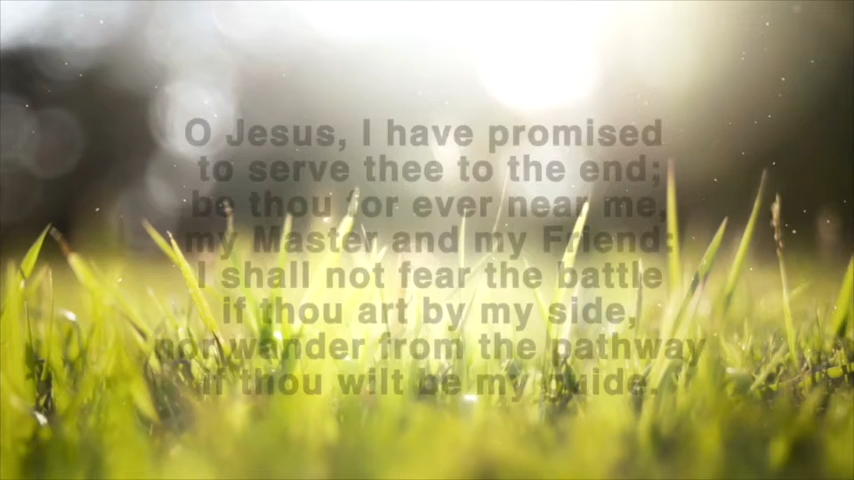 O Jesus, I have promised
to serve thee to the end;
be thou for ever near me,
my Master and my Friend:
I shall not fear the battle
if thou art by my side,
nor wander from the pathway
if thou wilt be my guide.